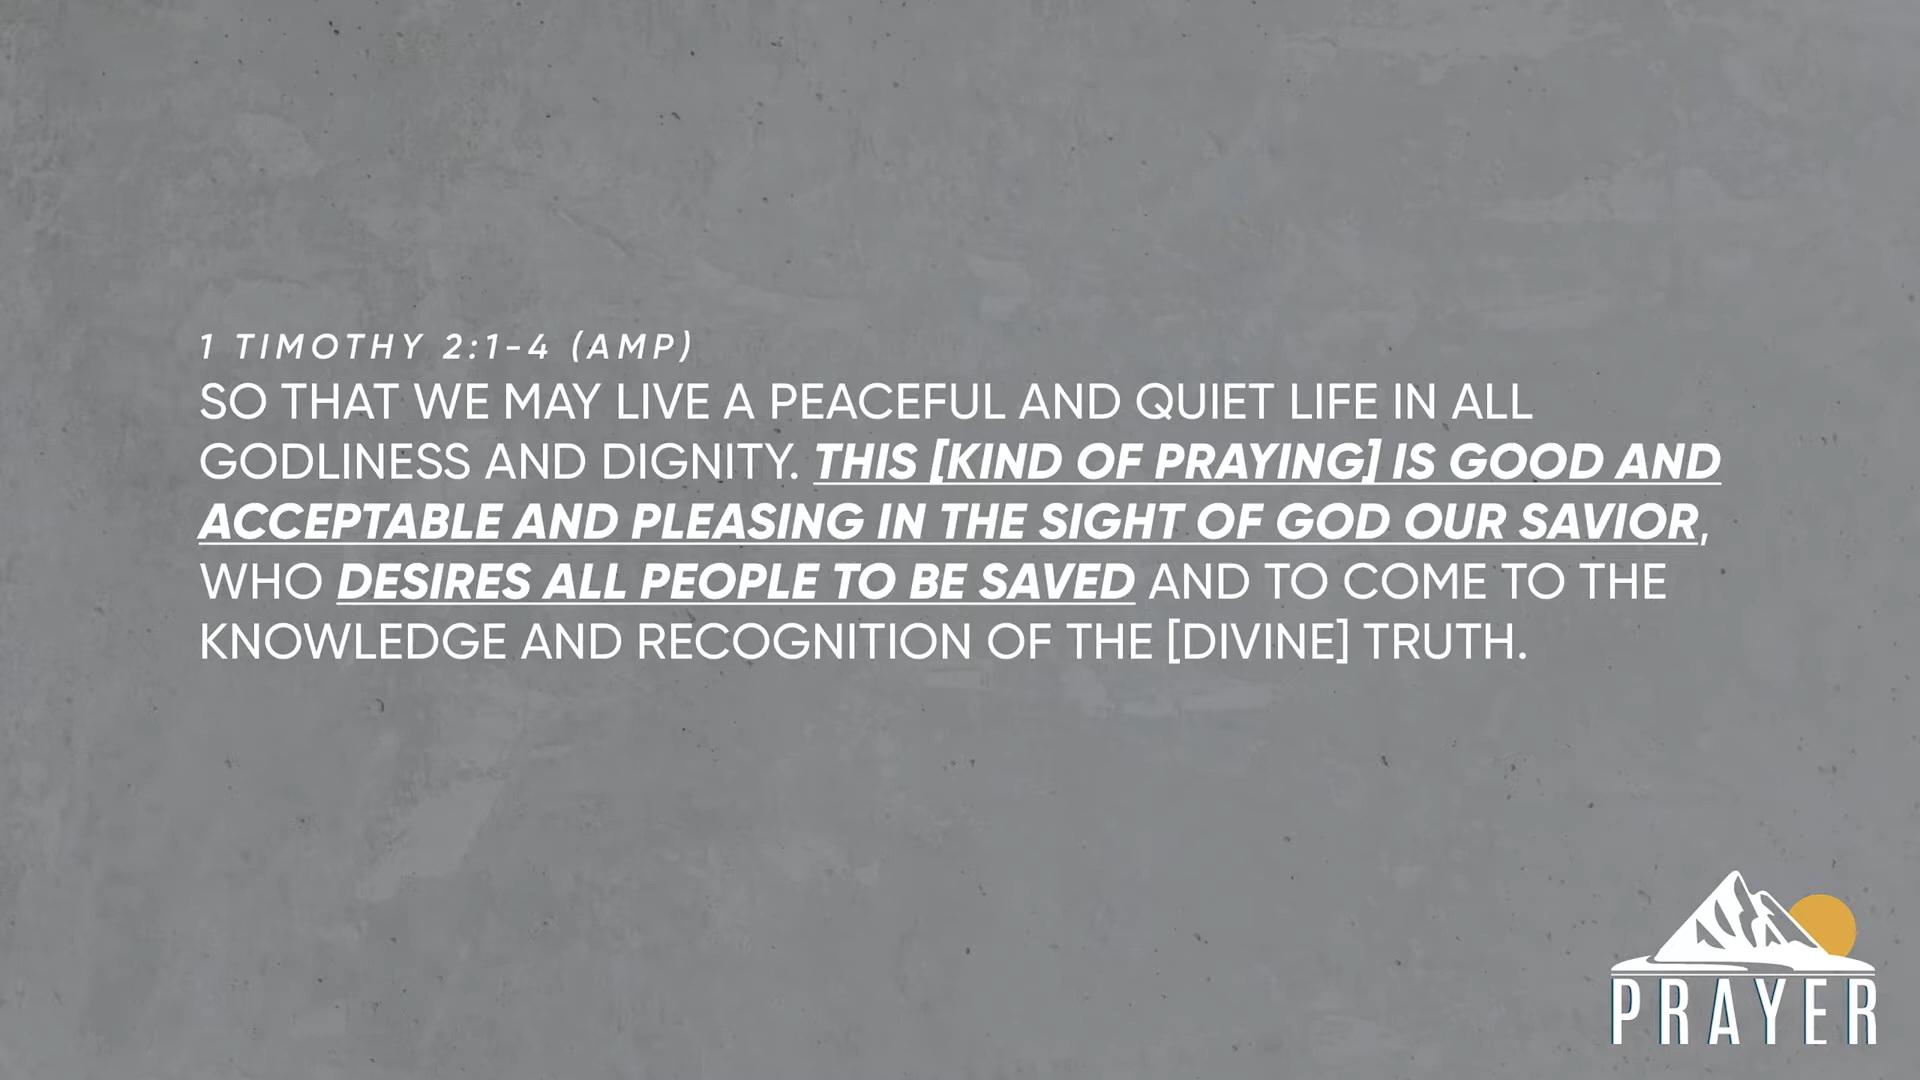 1 TIMOTHY 2:1-4 (AMP)
SO THAT WE MAY LIVE A PEACEFUL AND QUIET LIFE IN ALL
GODLINESS AND DIGNITY. THIS [KIND OF PRAYING] IS GOOD AND
ACCEPTABLE AND PLEASING IN THE SIGHT OF GOD OUR SAVIOR,
WHO DESIRES ALL PEOPLE TO BE SAVED AND TO COME TO THE
KNOWLEDGE AND RECOGNITION OF THE [DIVINE] TRUTH.
PRAYER